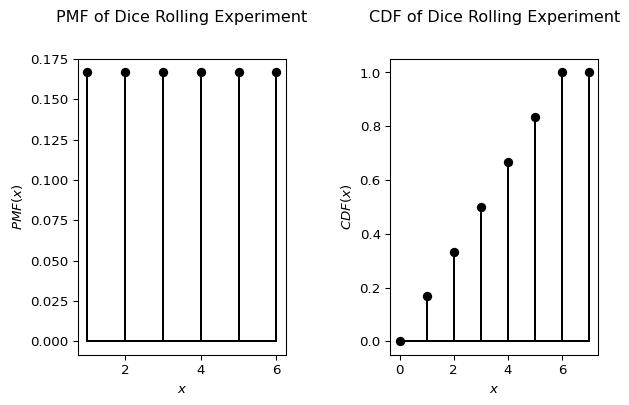 PMF of Dice Rolling Experiment
0.175
0.150
0.125
0.100
0.075
0.050
0.025
0.000
PMF(x)
2 4 6
x
CDF of Dice Rolling Experiment
1.0
0.8
0.6
0.4
0.2
0.0
CDF(x)
0 2 4 6
x